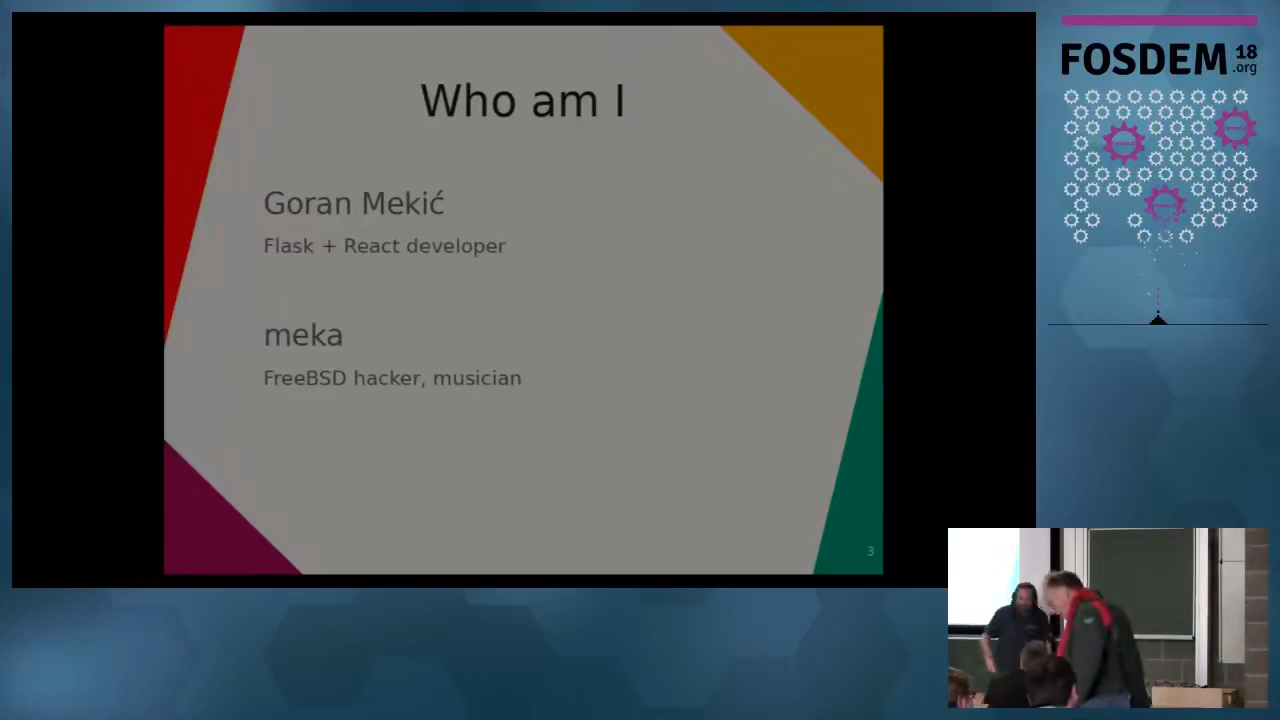 Who am I
Goran Mekić
Flask + React developer
meka
FreeBSD hacker, musician
3
FOSDEM 18
.org